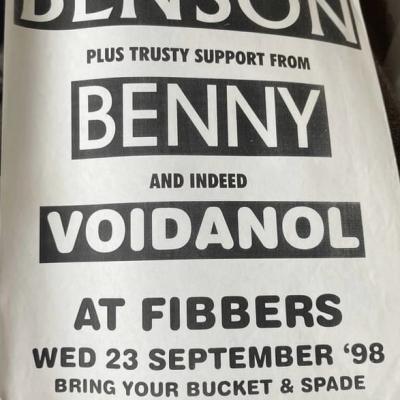 BENSON
PLUS TRUSTY SUPPORT FROM
BENNY
AND INDEED
VOIDANOL
AT FIBBERS
WED 23 SEPTEMBER ‘98
BRING YOUR BUCKET & SPADE